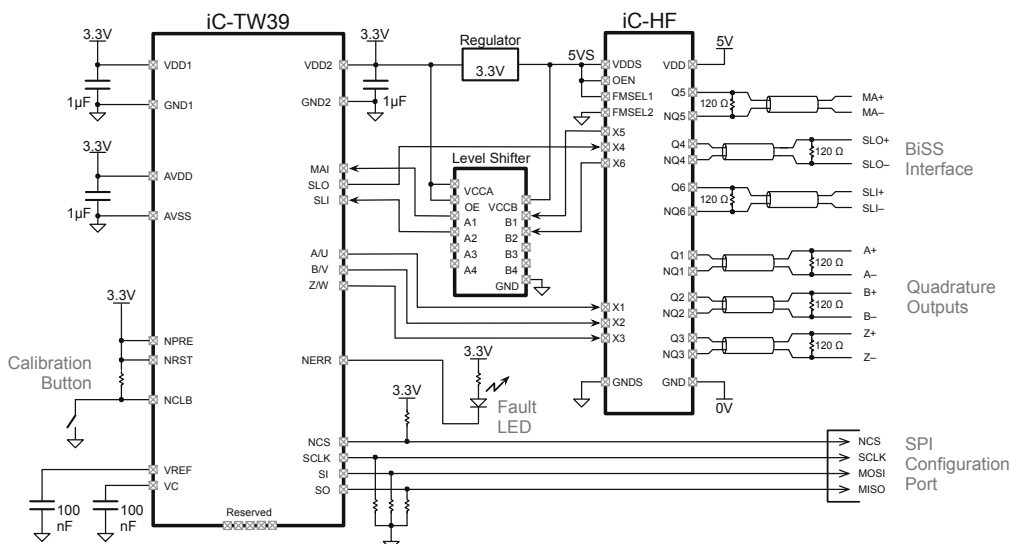 iC-TW39
iC-HF
3.3V
VDD1
1µF
GND1
3.3V
AVDD
1µF
AVSS
3.3V
NPRE
NRST
Calibration
Button
NCLB
VREF
VC
100
nF
100
nF
Reserved
3.3V
VDD2
1µF
GND2
MAI
SLO
SLI
A/U
B/V
Z/W
NERR
NCS
SCLK
SI
SO
Regulator
3.3V
5VS
Level Shifter
VCCA
OE
A1
A2
A3
A4
VCCB
B1
B2
B3
B4
GND
3.3V
Fault
LED
3.3V
VDDS
OEN
FMSEL1
FMSEL2
X5
X4
X6
X1
X2
X3
GNDS
5V
VDD
Q5
NQ5
Q4
NQ4
Q6
NQ6
Q1
NQ1
Q2
NQ2
Q3
NQ3
GND
0V
120 Ω
MA+
MA–
SLO+
120 Ω
SLO–
120 Ω
SLI+
SLI–
BiSS
Interface
A+
120 Ω
A–
B+
120 Ω
B–
Z+
120 Ω
Z–
Quadrature
Outputs
NCS
SCLK
MOSI
MISO
SPI
Configuration
Port